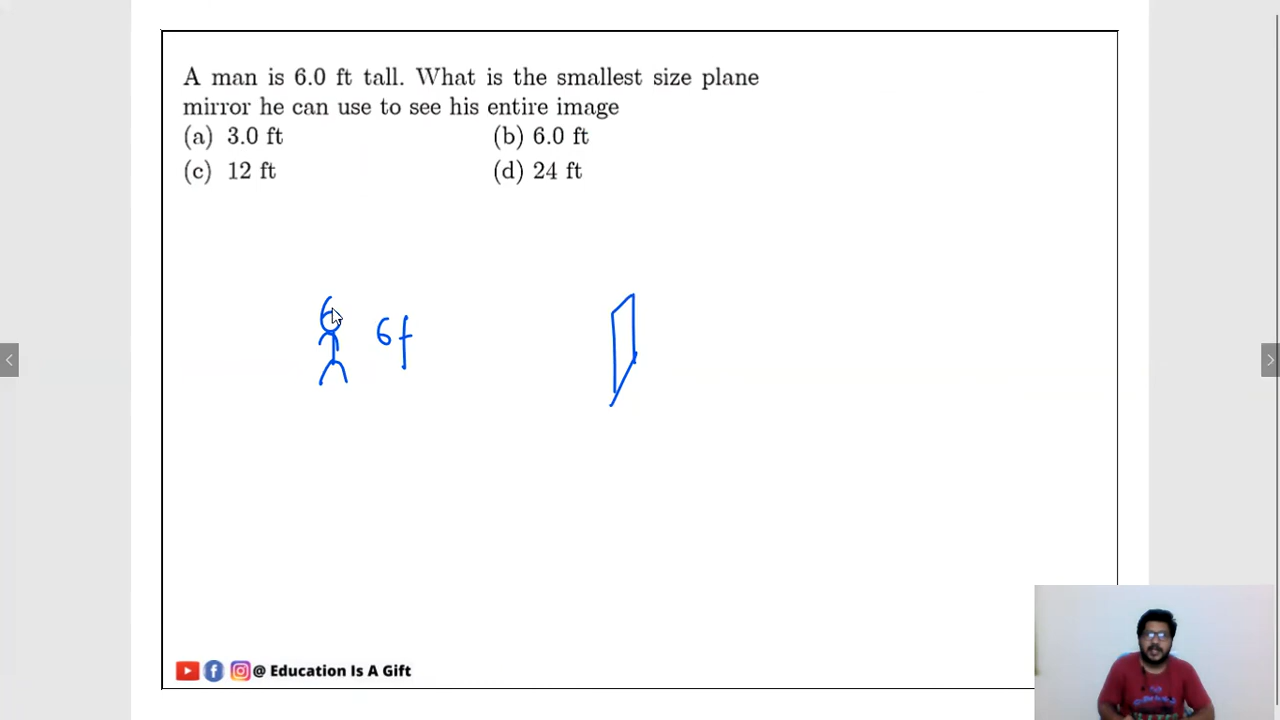 A man is 6.0 ft tall. What is the smallest size plane
mirror he can use to see his entire image
(a) 3.0 ft (b) 6.0 ft
(c) 12 ft (d) 24 ft
6f
@ Education Is A Gift